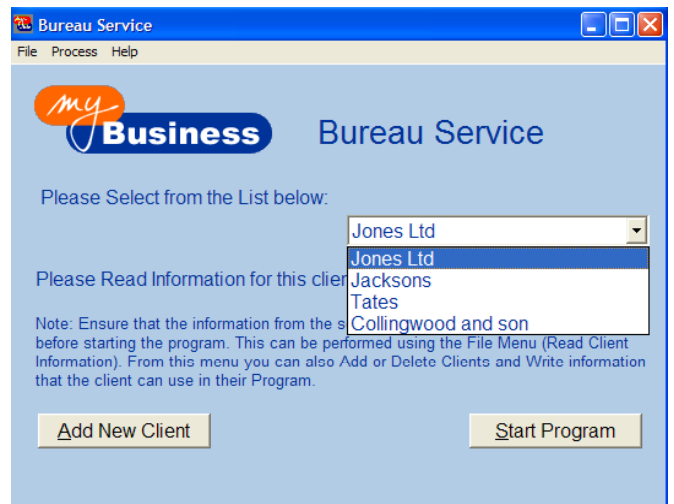 Bureau Service
File Process Help
my
Business
Bureau Service
Please Select from the List below:
Jones Ltd
Jones Ltd
Jacksons
Tates
Collingwood and son
Please Read Information for this clien
Note: Ensure that the information from the s
before starting the program. This can be performed using the File Menu (Read Client
Information). From this menu you can also Add or Delete Clients and Write information
that the client can use in their Program.
Add New Client
Start Program